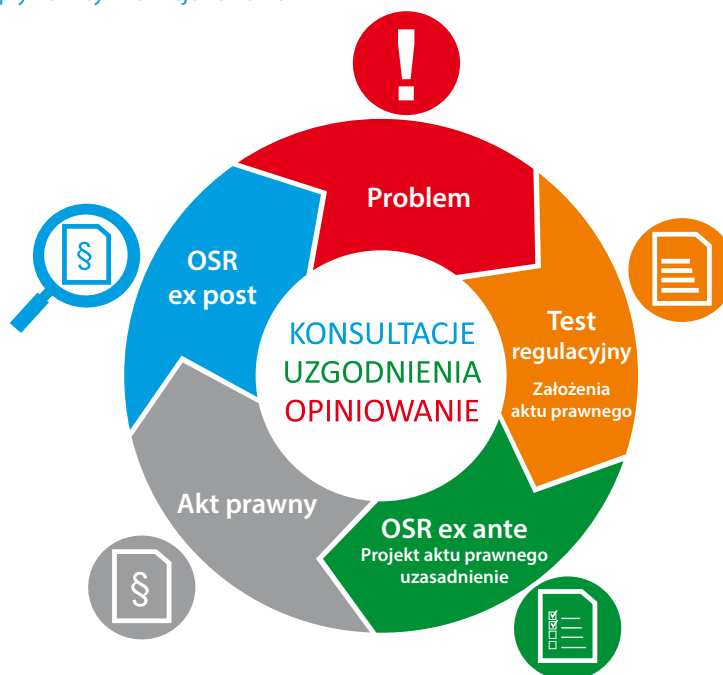 !
Problem
Test
regulacyjny
Założenia
aktu prawnego
OSR ex ante
Projekt aktu prawnego
uzasadnienie
Akt prawny
§
OSR
ex post
§
KONSULTACJE
UZGODNIENIA
OPINIOWANIE